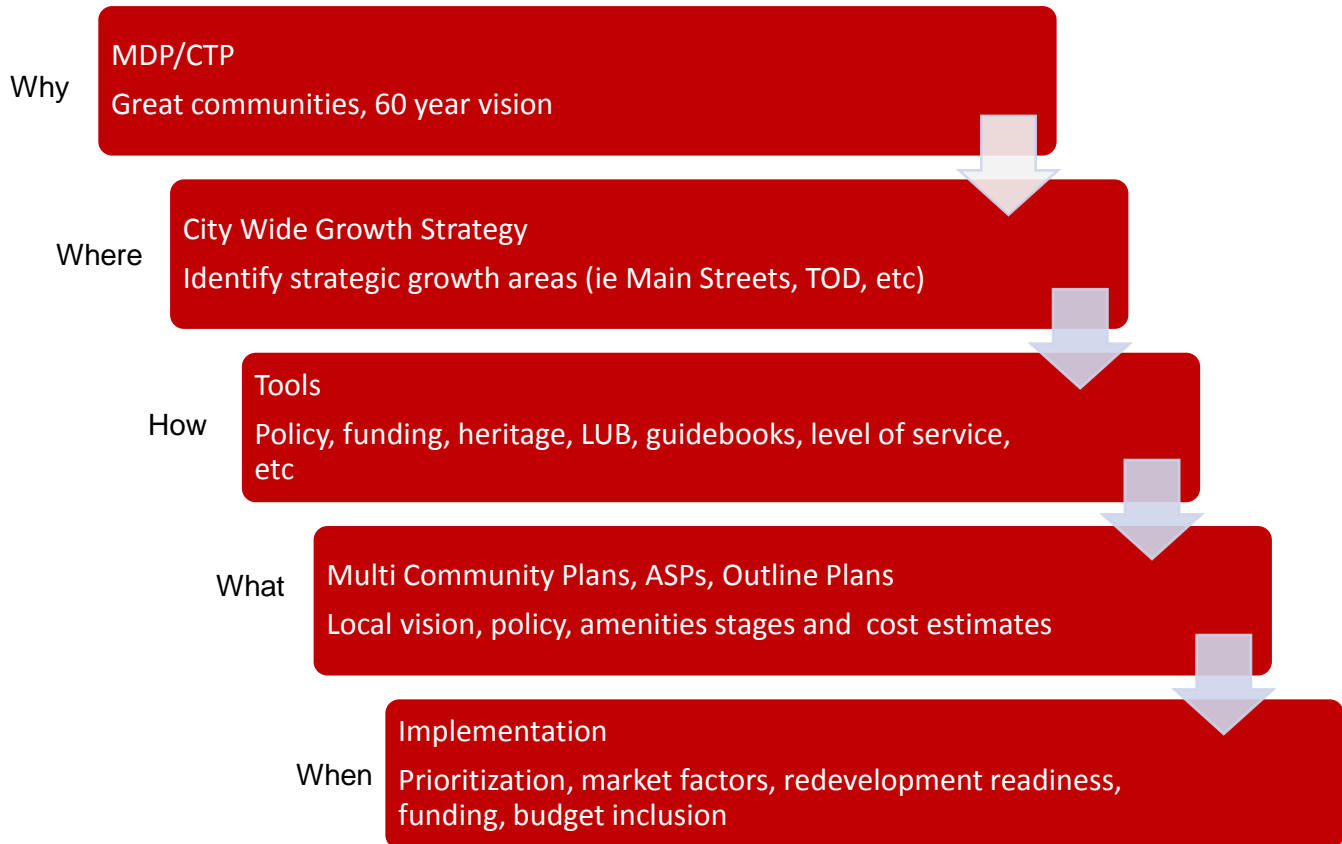 Why
MDP/CTP
Great communities, 60 year vision
Where
City Wide Growth Strategy
Identify strategic growth areas (ie Main Streets, TOD, etc)
How
Tools
Policy, funding, heritage, LUB, guidebooks, level of service,
etc
What
Multi Community Plans, ASPs, Outline Plans
Local vision, policy, amenities stages and cost estimates
When
Implementation
Prioritization, market factors, redevelopment readiness,
funding, budget inclusion